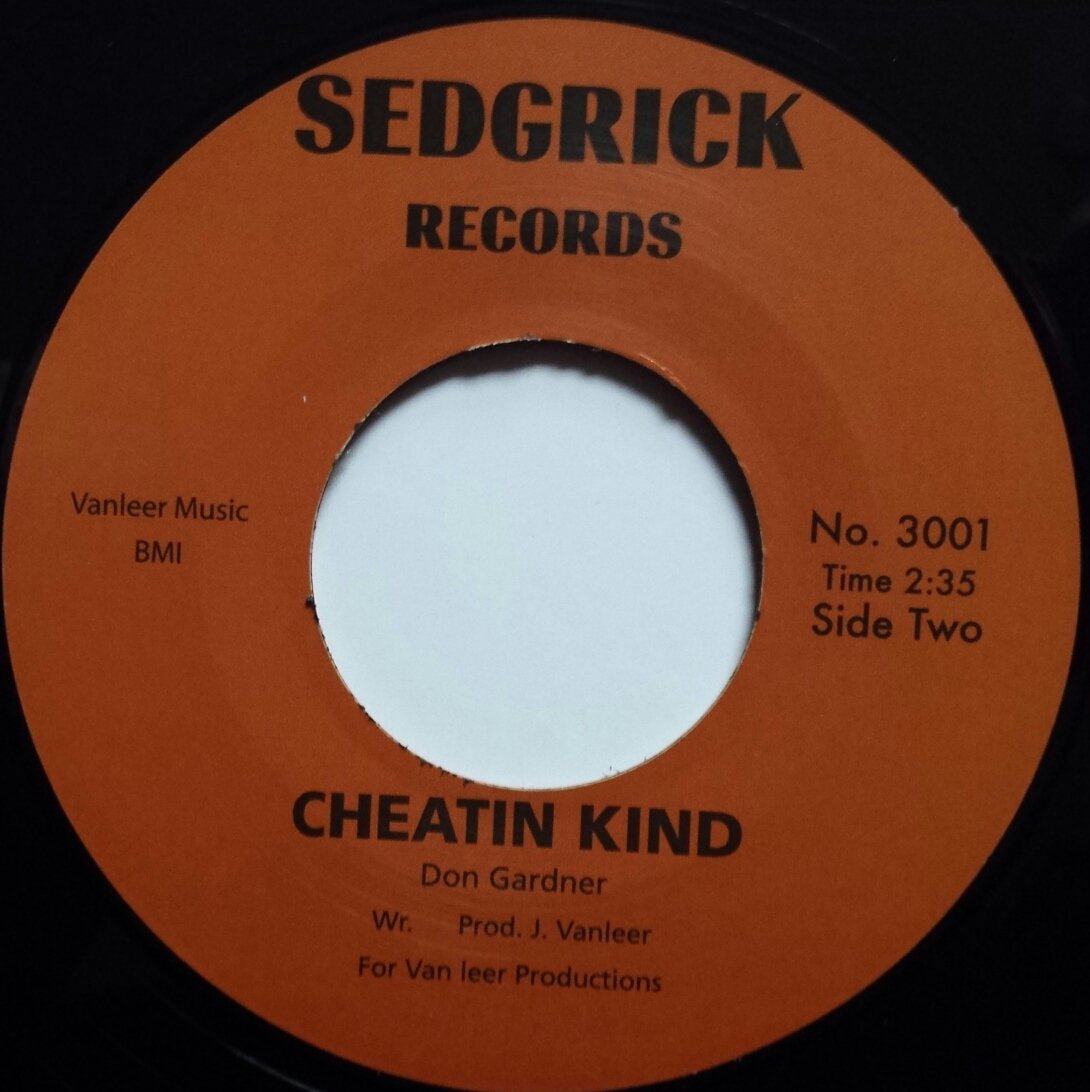 SEDGRICK
RECORDS
Vanleer Music
BMI
No. 3001
Time 2:35
Side Two
CHEATIN KIND
Don Gardner
Wr. Prod. J. Vanleer
For Van leer Productions